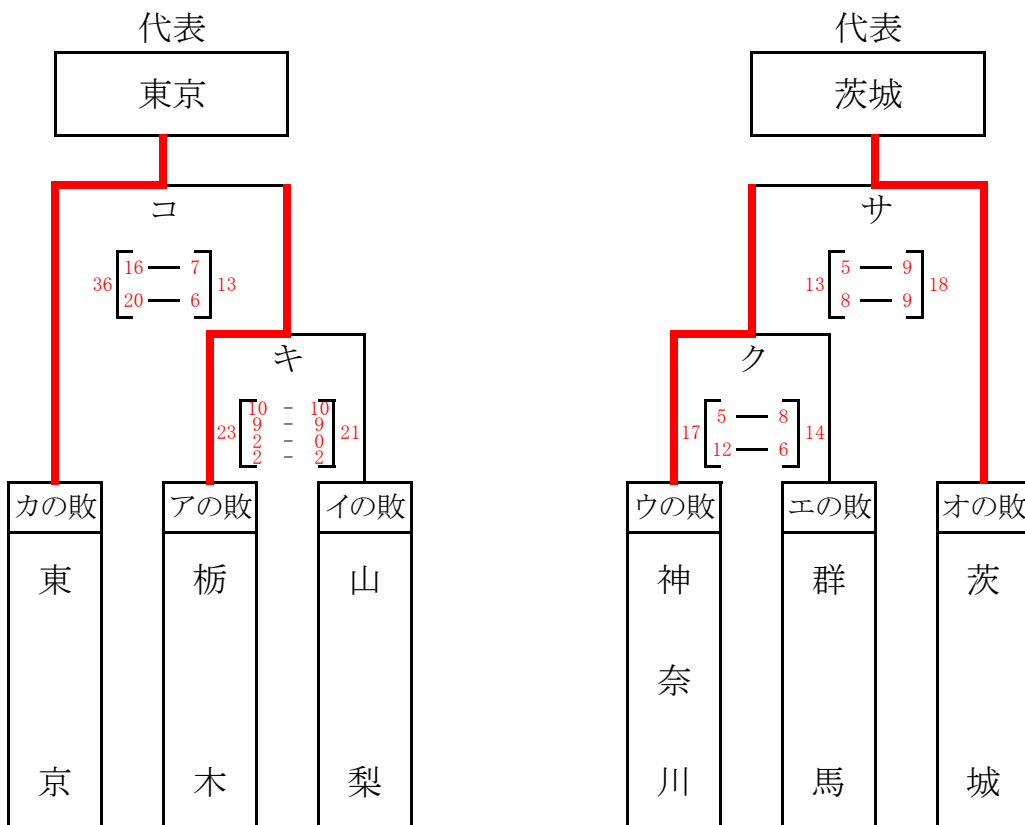 代表
東京
コ
36 16 — 7 13
20 — 6
キ
23 10 - 10 21
9 - 9
2 - 0
2 - 2
カの敗 アの敗 イの敗
東京
栃木
山梨
代表
茨城
サ
13 5 — 9 18
8 — 9
ク
17 5 — 8 14
12 — 6
ウの敗 エの敗 オの敗
神奈川
群馬
茨城